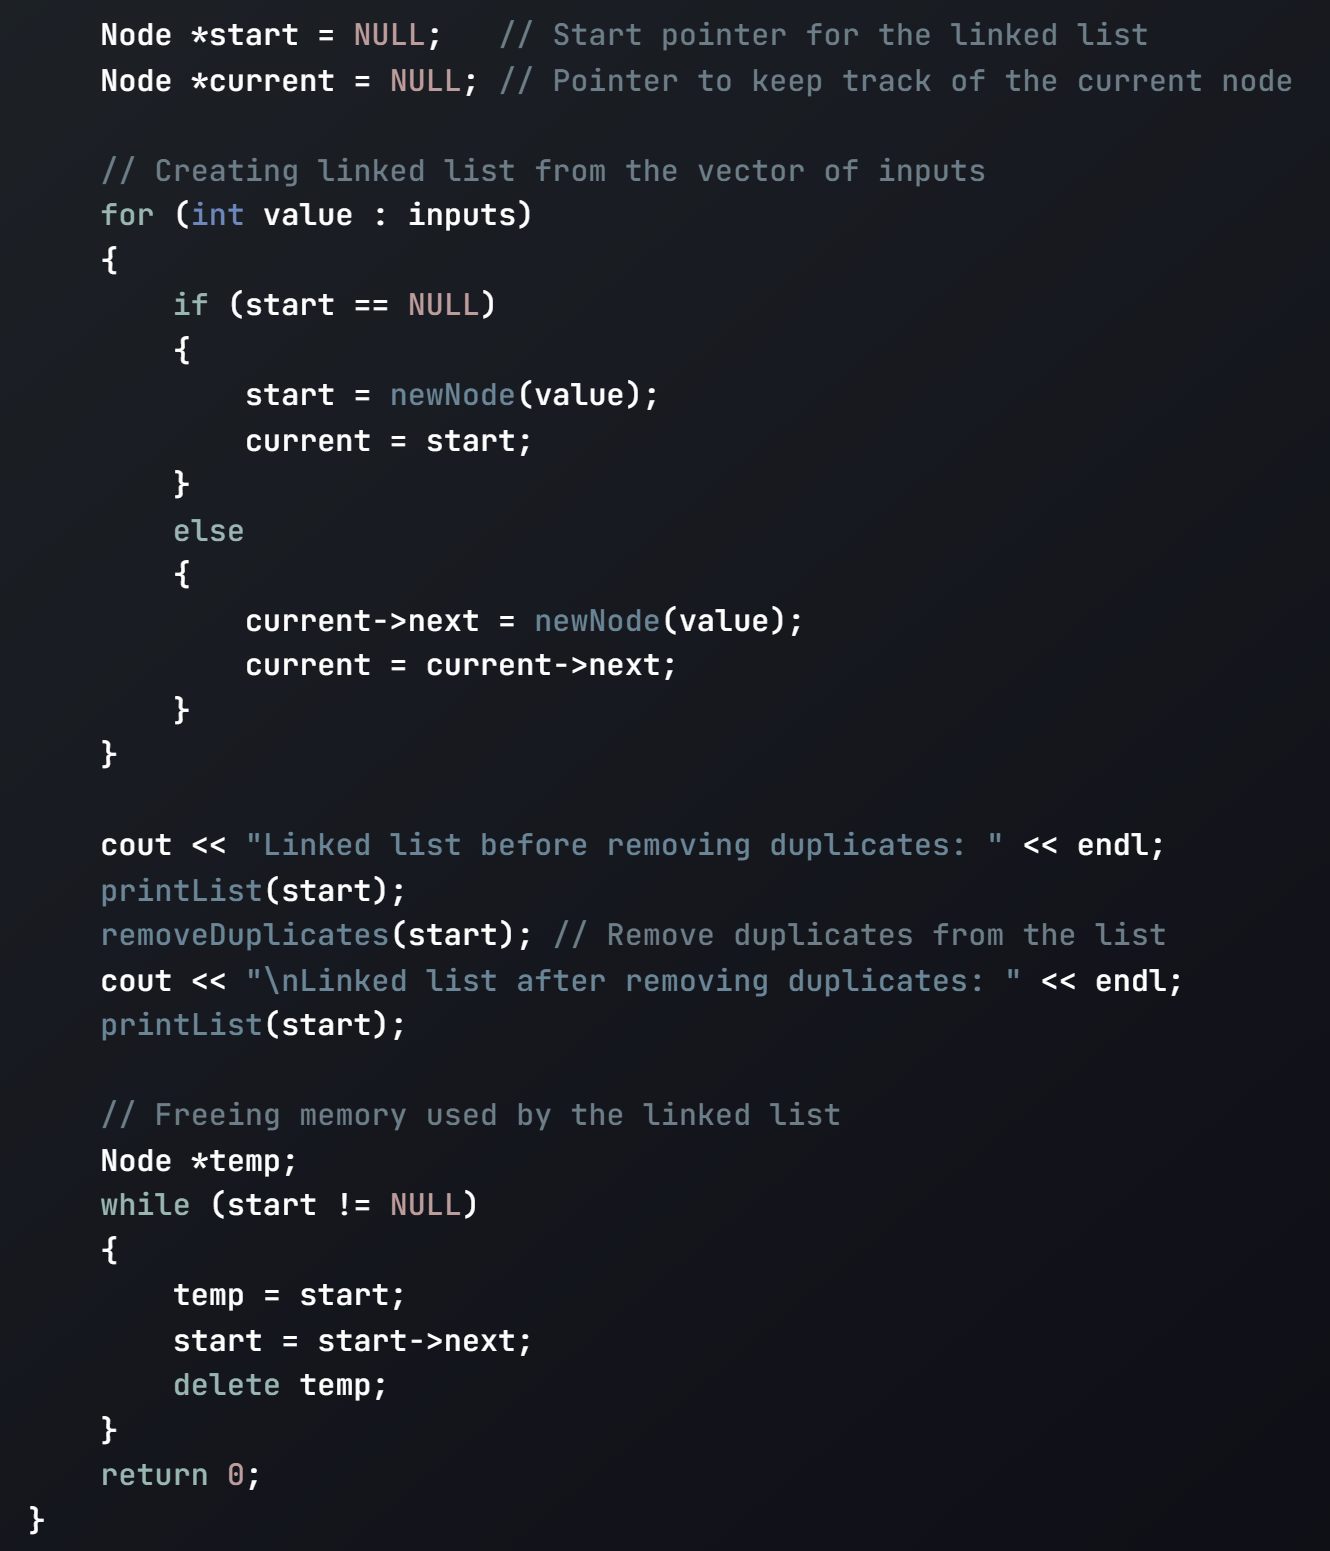 Node *start = NULL;   // Start pointer for the linked list
Node *current = NULL; // Pointer to keep track of the current node
// Creating linked list from the vector of inputs
for (int value : inputs)
{
if (start == NULL)
{
start = newNode(value);
current = start;
}
else
{
current->next = newNode(value);
current = current->next;
}
}
cout << "Linked list before removing duplicates: " << endl;
printList(start);
removeDuplicates(start); // Remove duplicates from the list
cout << "\nLinked list after removing duplicates: " << endl;
printList(start);
// Freeing memory used by the linked list
Node *temp;
while (start != NULL)
{
temp = start;
start = start->next;
delete temp;
}
return 0;
}